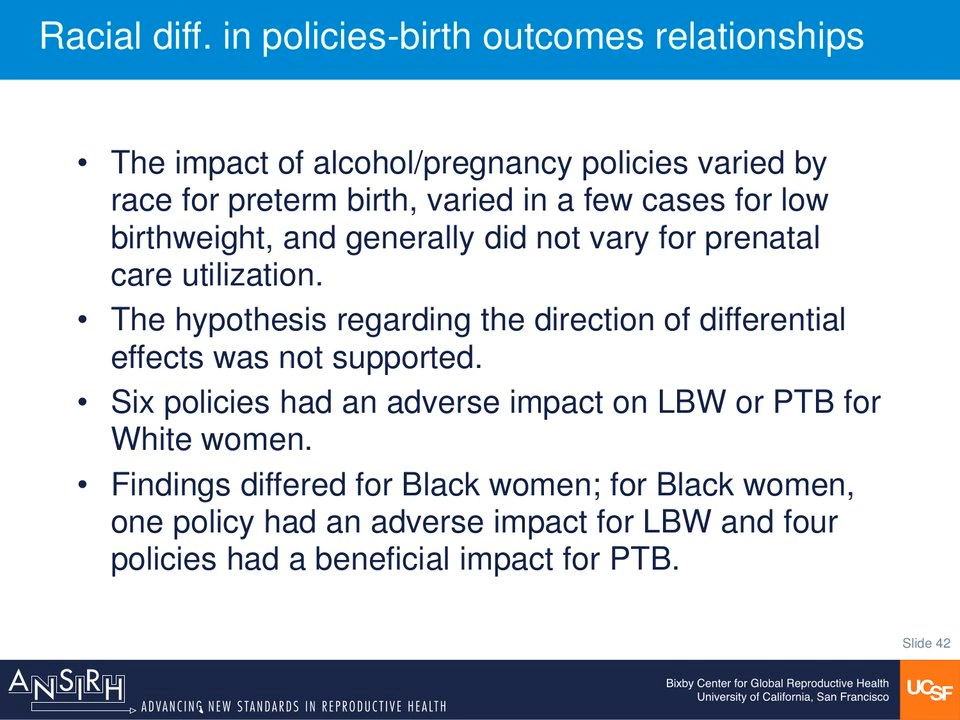 Racial diff. in policies-birth outcomes relationships
• The impact of alcohol/pregnancy policies varied by
race for preterm birth, varied in a few cases for low
birthweight, and generally did not vary for prenatal
care utilization.
• The hypothesis regarding the direction of differential
effects was not supported.
• Six policies had an adverse impact on LBW or PTB for
White women.
• Findings differed for Black women; for Black women,
one policy had an adverse impact for LBW and four
policies had a beneficial impact for PTB.
Slide 42
ANSIRH
ADVANCING NEW STANDARDS IN REPRODUCTIVE HEALTH
Bixby Center for Global Reproductive Health
University of California, San Francisco
UCSF